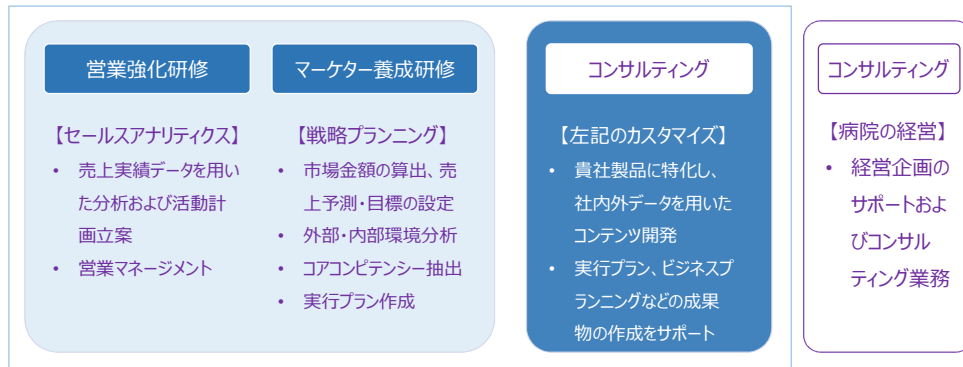 営業強化研修
【セールスアナリティクス】
• 売上実績データを用い
た分析および活動計
画立案
• 営業マネージメント
マーケター養成研修
【戦略プランニング】
• 市場金額の算出、売
上予測・目標の設定
• 外部・内部環境分析
• コアコンピテンシー抽出
• 実行プラン作成
コンサルティング
【左記のカスタマイズ】
• 貴社製品に特化し、
社内外データを用いた
コンテンツ開発
• 実行プラン、ビジネスプ
ランニングなどの成果
物の作成をサポート
コンサルティング
【病院の経営】
• 経営企画の
サポートおよ
びコンサル
ティング業務